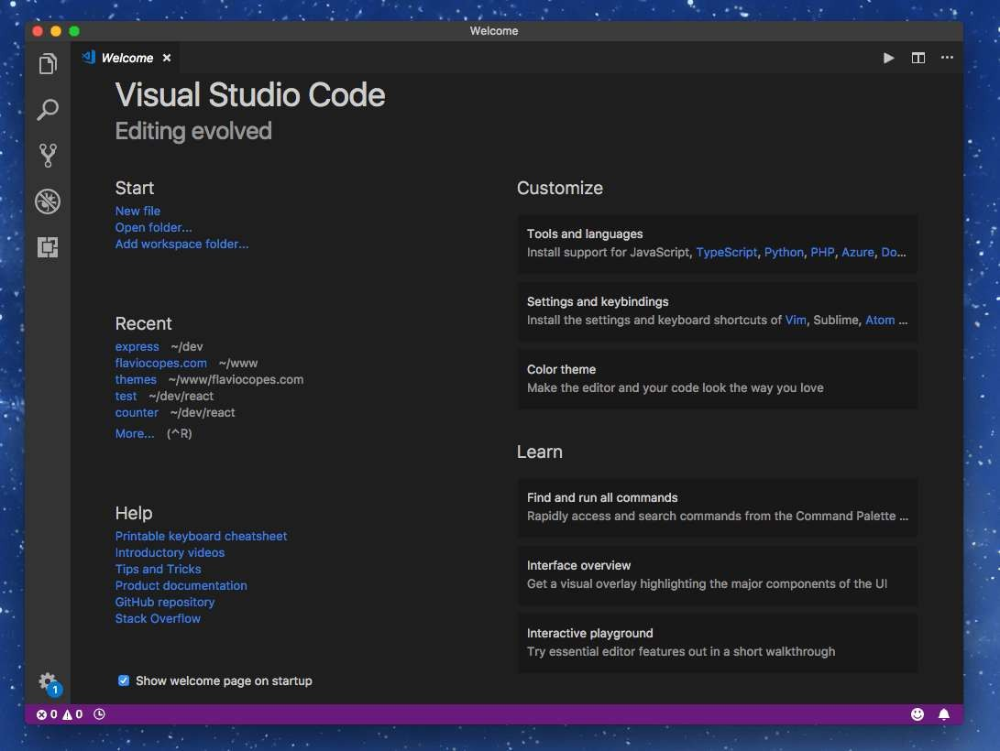 Welcome
Welcome
Visual Studio Code
Editing evolved
Start
New file
Open folder...
Add workspace folder...
Recent
express ~/dev
flaviocopes.com ~/www
themes ~/www/flaviocopes.com
test ~/dev/react
counter ~/dev/react
More... (^R)
Help
Printable keyboard cheatsheet
Introductory videos
Tips and Tricks
Product documentation
GitHub repository
Stack Overflow
Show welcome page on startup
Customize
Tools and languages
Install support for JavaScript, TypeScript, Python, PHP, Azure, Do...
Settings and keybindings
Install the settings and keyboard shortcuts of Vim, Sublime, Atom ...
Color theme
Make the editor and your code look the way you love
Learn
Find and run all commands
Rapidly access and search commands from the Command Palette ...
Interface overview
Get a visual overlay highlighting the major components of the UI
Interactive playground
Try essential editor features out in a short walkthrough
1
0 0